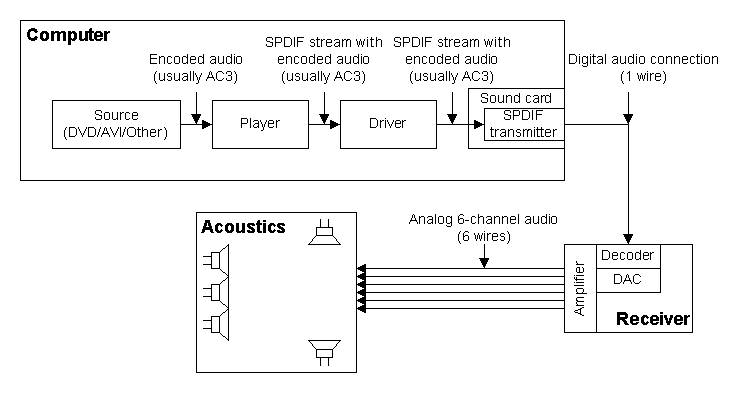 Computer
Encoded audio
(usually AC3)
SPDIF stream with
encoded audio
(usually AC3)
SPDIF stream with
encoded audio
(usually AC3)
Digital audio connection
(1 wire)
Source
(DVD/AVI/Other)
Player
Driver
Sound card
SPDIF
transmitter
Acoustics
Analog 6-channel audio
(6 wires)
Amplifier
Decoder
DAC
Receiver